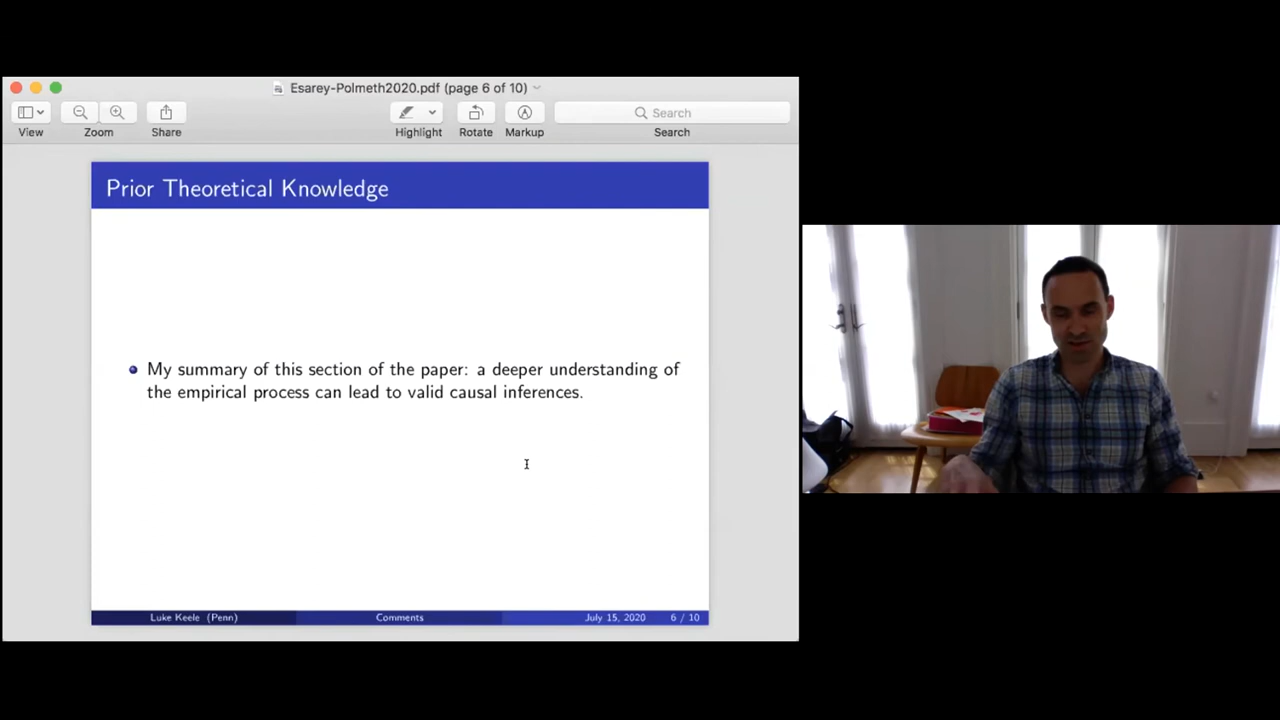 Esarey-Polmeth2020.pdf (page 6 of 10)
View
Zoom
Share
Highlight
Rotate
Markup
Search
Search
Prior Theoretical Knowledge
My summary of this section of the paper: a deeper understanding of
the empirical process can lead to valid causal inferences.
Luke Keele (Penn)
Comments
July 15, 2020
6 / 10